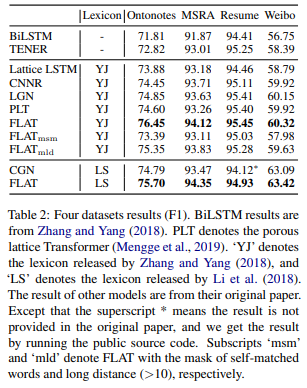 Lexicon Ontonotes MSRA Resume Weibo
BiLSTM - 71.81 91.87 94.41 56.75
TENER - 72.82 93.01 95.25 58.39
Lattice LSTM YJ 73.88 93.18 94.46 58.79
CNNR YJ 74.45 93.71 95.11 59.92
LGN YJ 74.85 93.63 95.41 60.15
PLT YJ 74.60 93.26 95.40 59.92
FLAT YJ 76.45 94.12 95.45 60.32
FLATmsm YJ 73.39 93.11 95.03 57.98
FLATmld YJ 75.35 93.83 95.28 59.63
CGN LS 74.79 93.47 94.12* 63.09
FLAT LS 75.70 94.35 94.93 63.42
Table 2: Four datasets results (F1). BiLSTM results are
from Zhang and Yang (2018). PLT denotes the porous
lattice Transformer (Mengge et al., 2019). ‘YJ’ denotes
the lexicon released by Zhang and Yang (2018), and
‘LS’ denotes the lexicon released by Li et al. (2018).
The result of other models are from their original paper.
Except that the superscript * means the result is not
provided in the original paper, and we get the result
by running the public source code. Subscripts ‘msm’
and ‘mld’ denote FLAT with the mask of self-matched
words and long distance (>10), respectively.